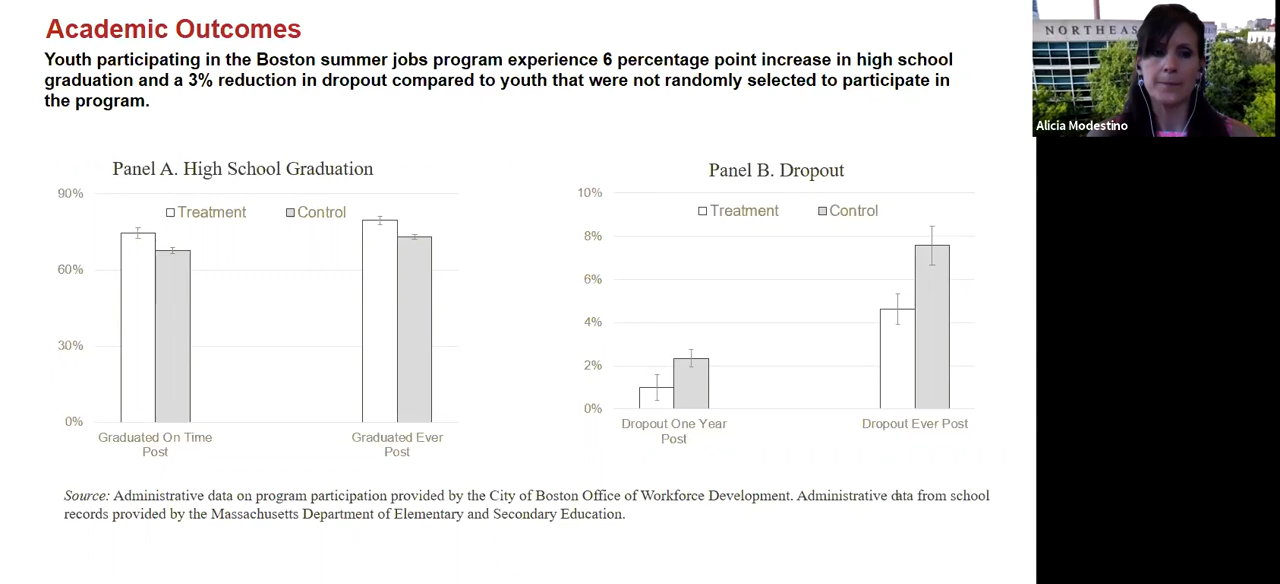 Academic Outcomes
Youth participating in the Boston summer jobs program experience 6 percentage point increase in high school
graduation and a 3% reduction in dropout compared to youth that were not randomly selected to participate in
the program.
NORTHEAS
Alicia Modestino
Panel A. High School Graduation
90%
Treatment
Control
60%
30%
0%
Graduated On Time
Post
Graduated Ever
Post
Panel B. Dropout
10%
Treatment
Control
8%
6%
4%
2%
0%
Dropout One Year
Post
Dropout Ever Post
Source: Administrative data on program participation provided by the City of Boston Office of Workforce Development. Administrative data from school
records provided by the Massachusetts Department of Elementary and Secondary Education.